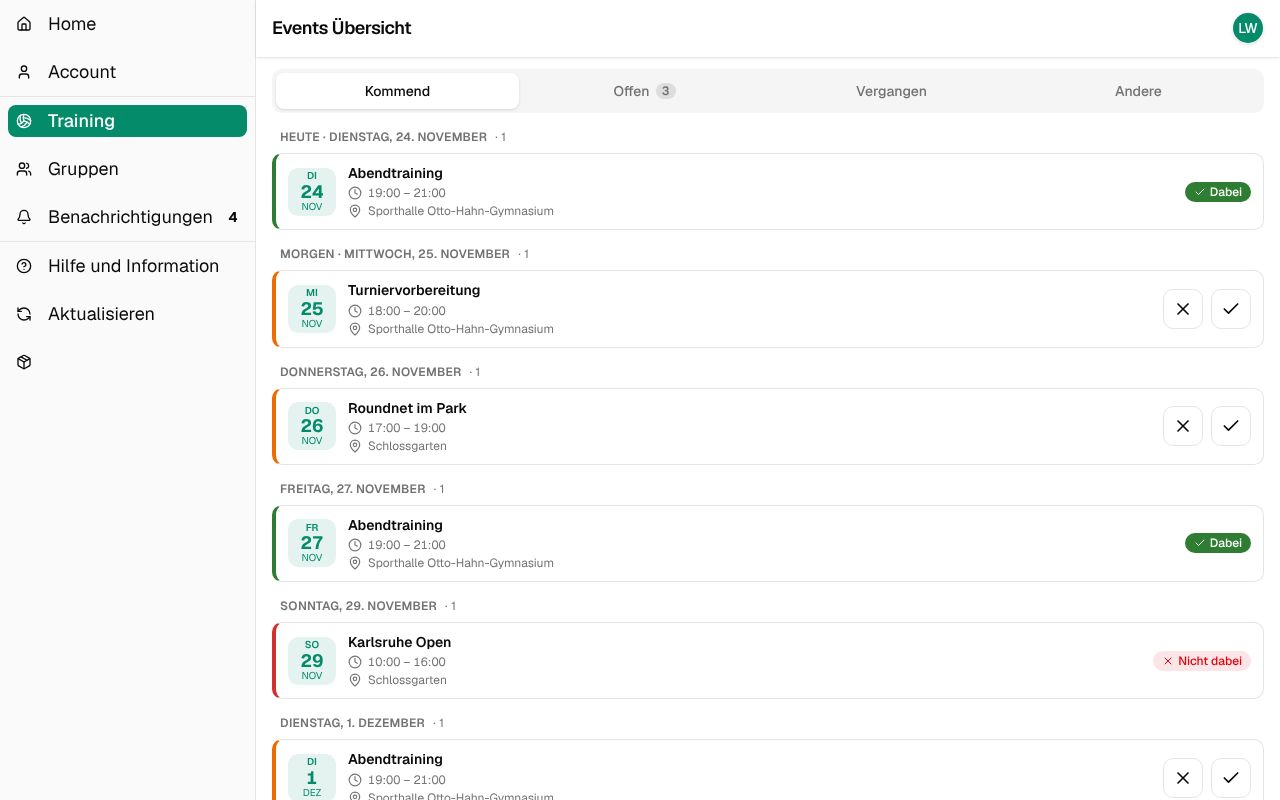 Home
Account
Training
Gruppen
Benachrichtigungen 4
Hilfe und Information
Aktualisieren
Events Übersicht
LW
Kommend
Offen 3
Vergangen
Andere
HEUTE · DIENSTAG, 24. NOVEMBER · 1
DI
24
NOV
Abendtraining
19:00 – 21:00
Sporthalle Otto-Hahn-Gymnasium
Dabei
MORGEN · MITTWOCH, 25. NOVEMBER · 1
MI
25
NOV
Turniervorbereitung
18:00 – 20:00
Sporthalle Otto-Hahn-Gymnasium
DONNERSTAG, 26. NOVEMBER · 1
DO
26
NOV
Roundnet im Park
17:00 – 19:00
Schlossgarten
FREITAG, 27. NOVEMBER · 1
FR
27
NOV
Abendtraining
19:00 – 21:00
Sporthalle Otto-Hahn-Gymnasium
Dabei
SONNTAG, 29. NOVEMBER · 1
SO
29
NOV
Karlsruhe Open
10:00 – 16:00
Schlossgarten
Nicht dabei
DIENSTAG, 1. DEZEMBER · 1
DI
1
DEZ
Abendtraining
19:00 – 21:00
Sporthalle Otto-Hahn-Gymnasium